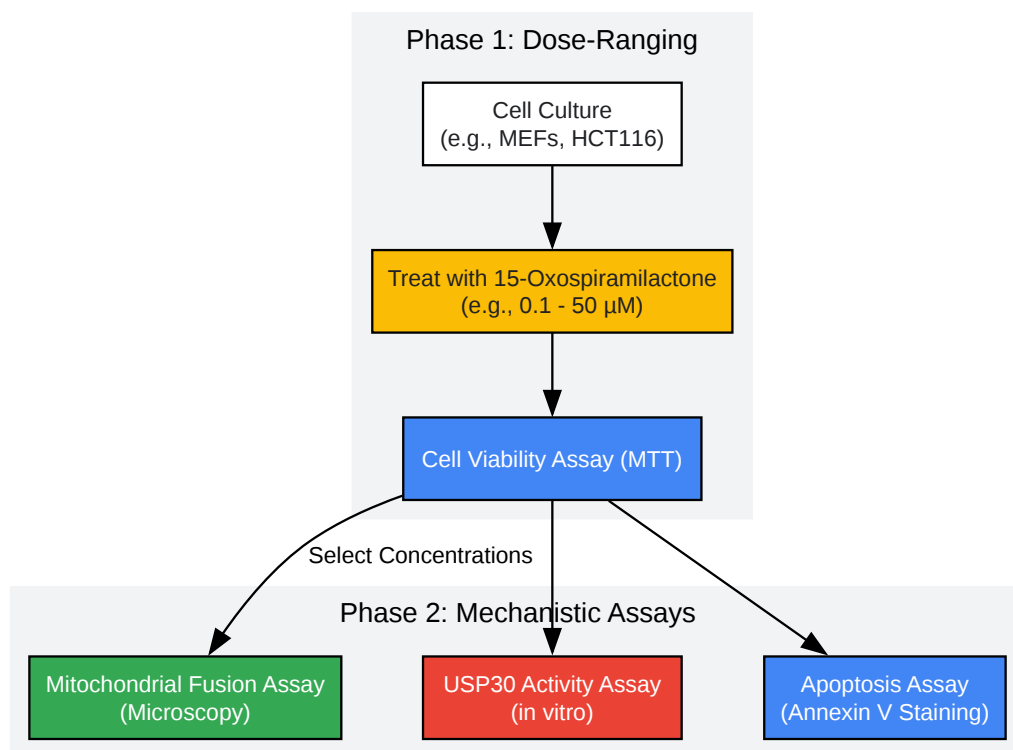 Phase 1: Dose-Ranging
Cell Culture
(e.g., MEFs, HCT116)
Treat with 15-Oxospiramilactone
(e.g., 0.1 - 50 µM)
Cell Viability Assay (MTT)
Select Concentrations
Phase 2: Mechanistic Assays
Mitochondrial Fusion Assay
(Microscopy)
USP30 Activity Assay
(in vitro)
Apoptosis Assay
(Annexin V Staining)